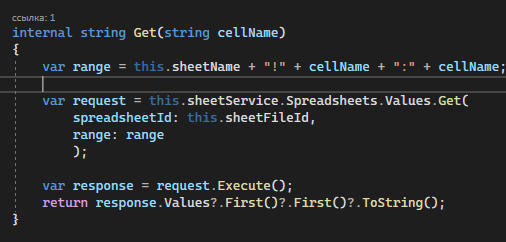 ссылка: 1
internal string Get(string cellName)
{
    var range = this.sheetName + "!" + cellName + ":" + cellName;

    var request = this.sheetService.Spreadsheets.Values.Get(
        spreadsheetId: this.sheetFileId,
        range: range
        );

    var response = request.Execute();
    return response.Values?.First()?.First()?.ToString();
}